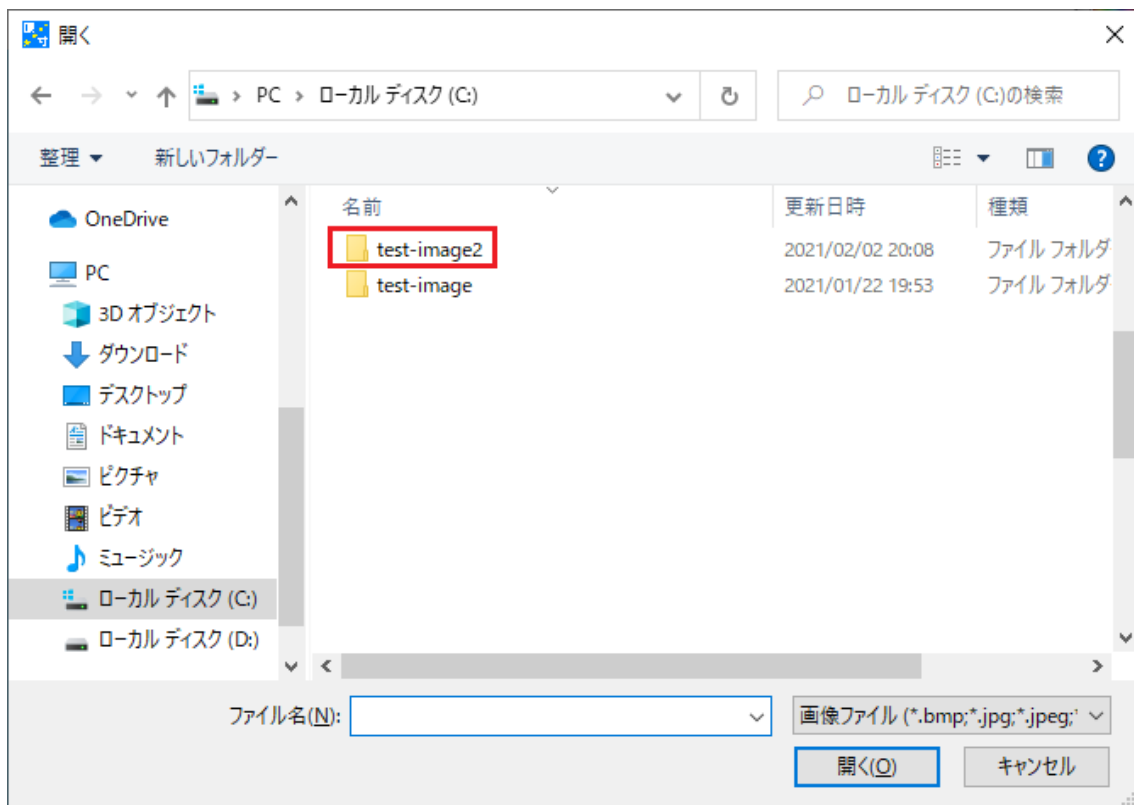 開く
PC › ローカル ディスク (C:)
ローカル ディスク (C:)の検索
整理
新しいフォルダー
OneDrive
PC
3D オブジェクト
ダウンロード
デスクトップ
ドキュメント
ピクチャ
ビデオ
ミュージック
ローカル ディスク (C:)
ローカル ディスク (D:)
名前 更新日時 種類
test-image2 2021/02/02 20:08 ファイル フォルダ
test-image 2021/01/22 19:53 ファイル フォルダ
ファイル名(N):
画像ファイル (*.bmp;*.jpg;*.jpeg;*
開く(O)
キャンセル